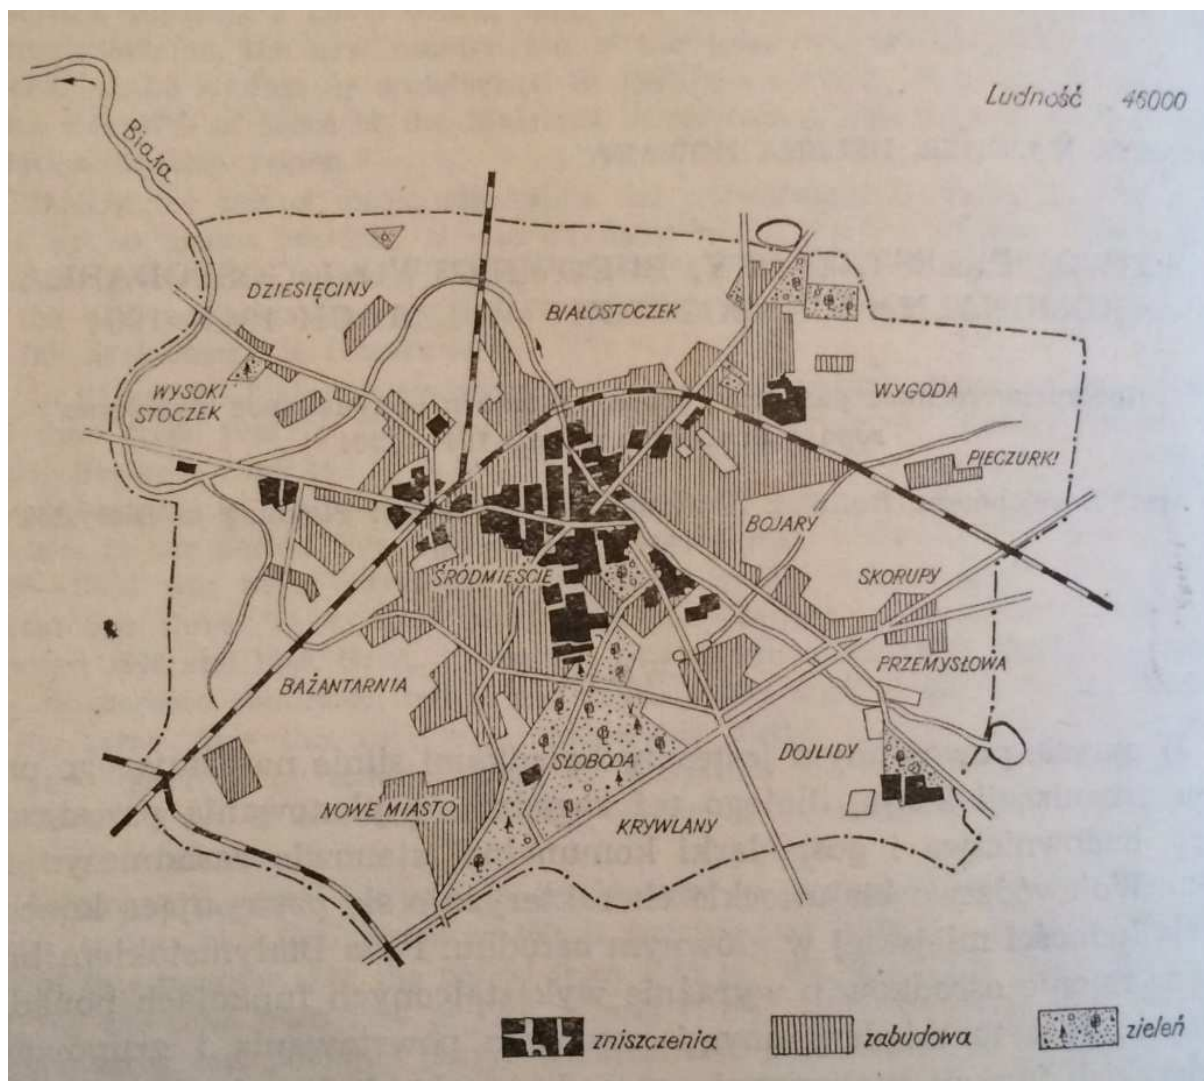 Ludność 46000
Biała
DZIESIĘCINY
BIAŁOSTOCZEK
WYSOKI
STOCZEK
WYGODA
PIECZURKI
BOJARY
ŚRÓDMIEŚCIE
SKORUPY
PRZEMYSŁOWA
BAŻANTARNIA
DOJLIDY
SŁOBODA
NOWE MIASTO
KRYWLANY
zniszczenia
zabudowa
zieleń